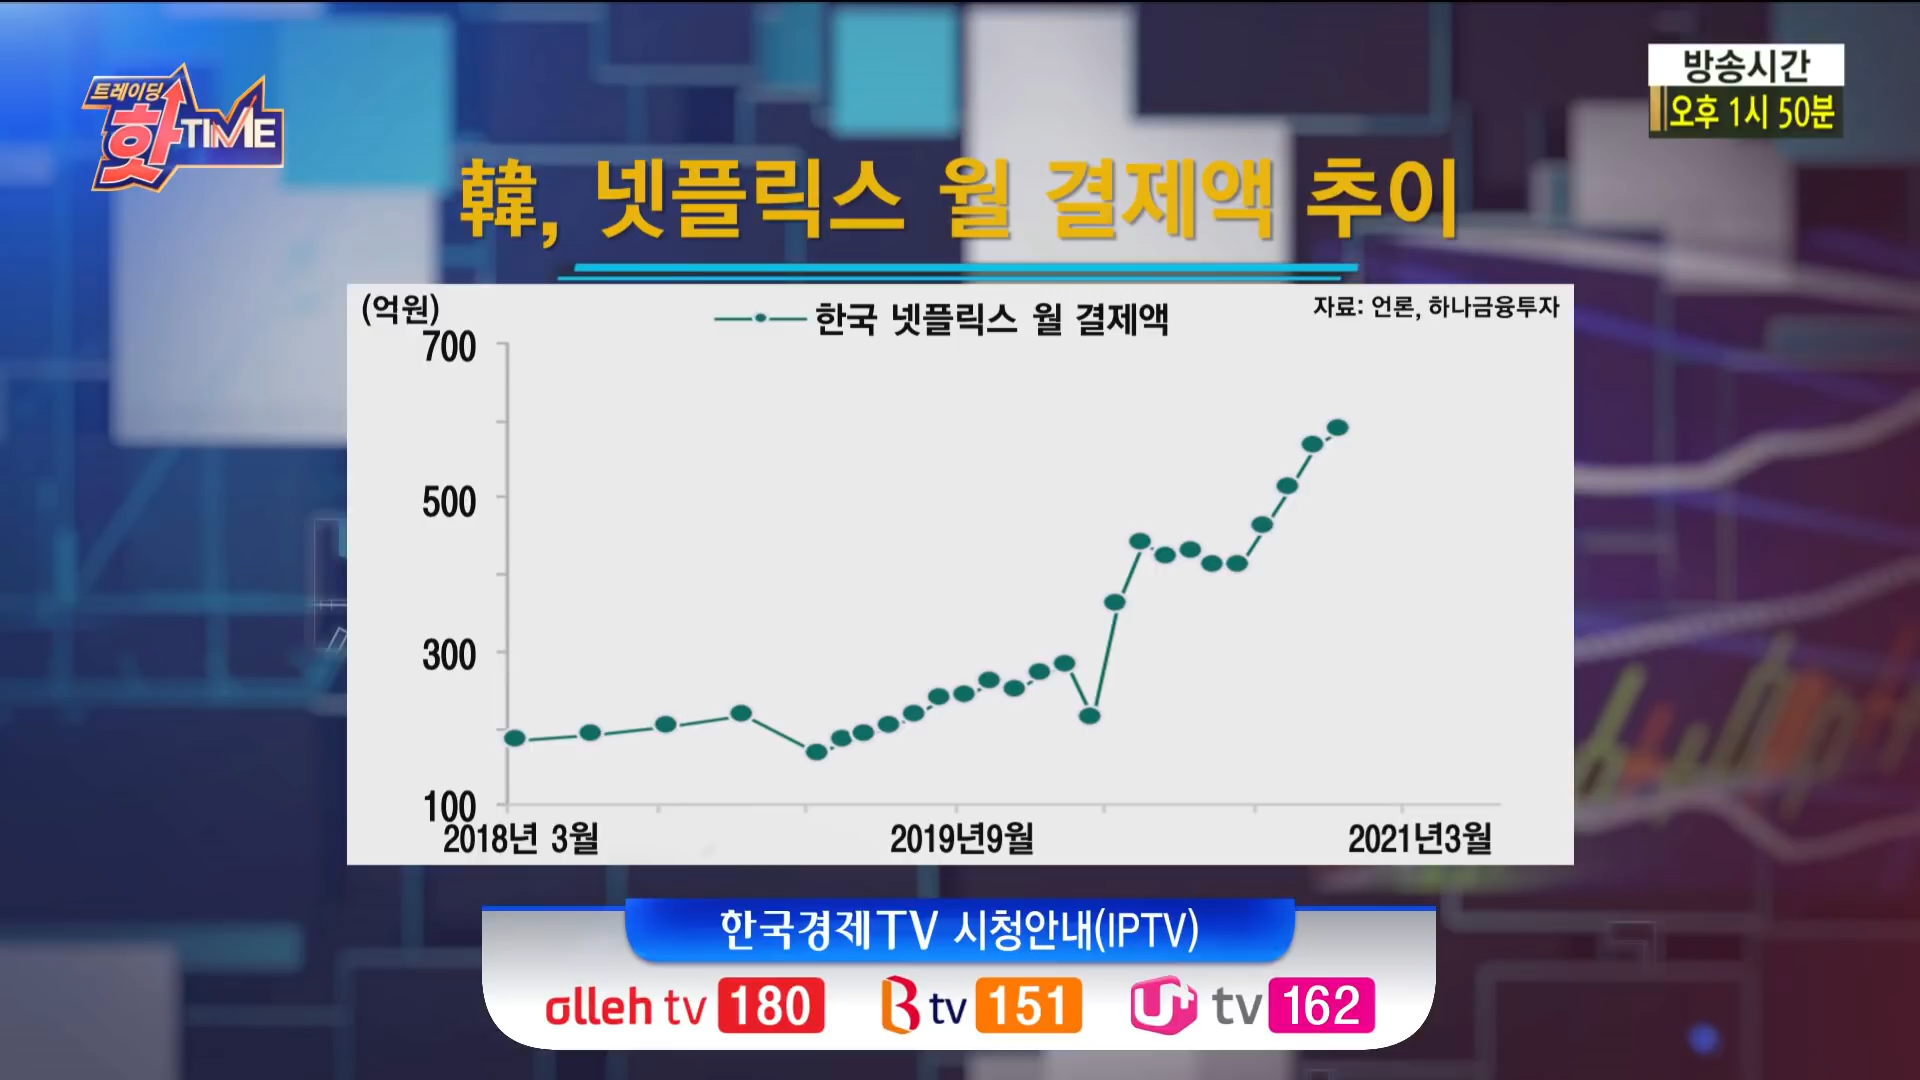 트레이딩
핫TIME
방송시간
오후 1시 50분
韓, 넷플릭스 월 결제액 추이
(억원)
한국 넷플릭스 월 결제액
자료: 언론, 하나금융투자
700
500
300
100
2018년 3월 2019년9월 2021년3월
한국경제TV 시청안내(IPTV)
olleh tv 180 B tv 151 U+ tv 162